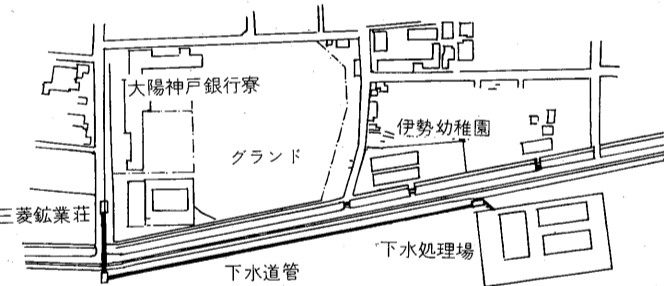 大陽神戸銀行寮
伊勢幼稚園
グランド
三菱鉱業荘
下水処理場
下水道管